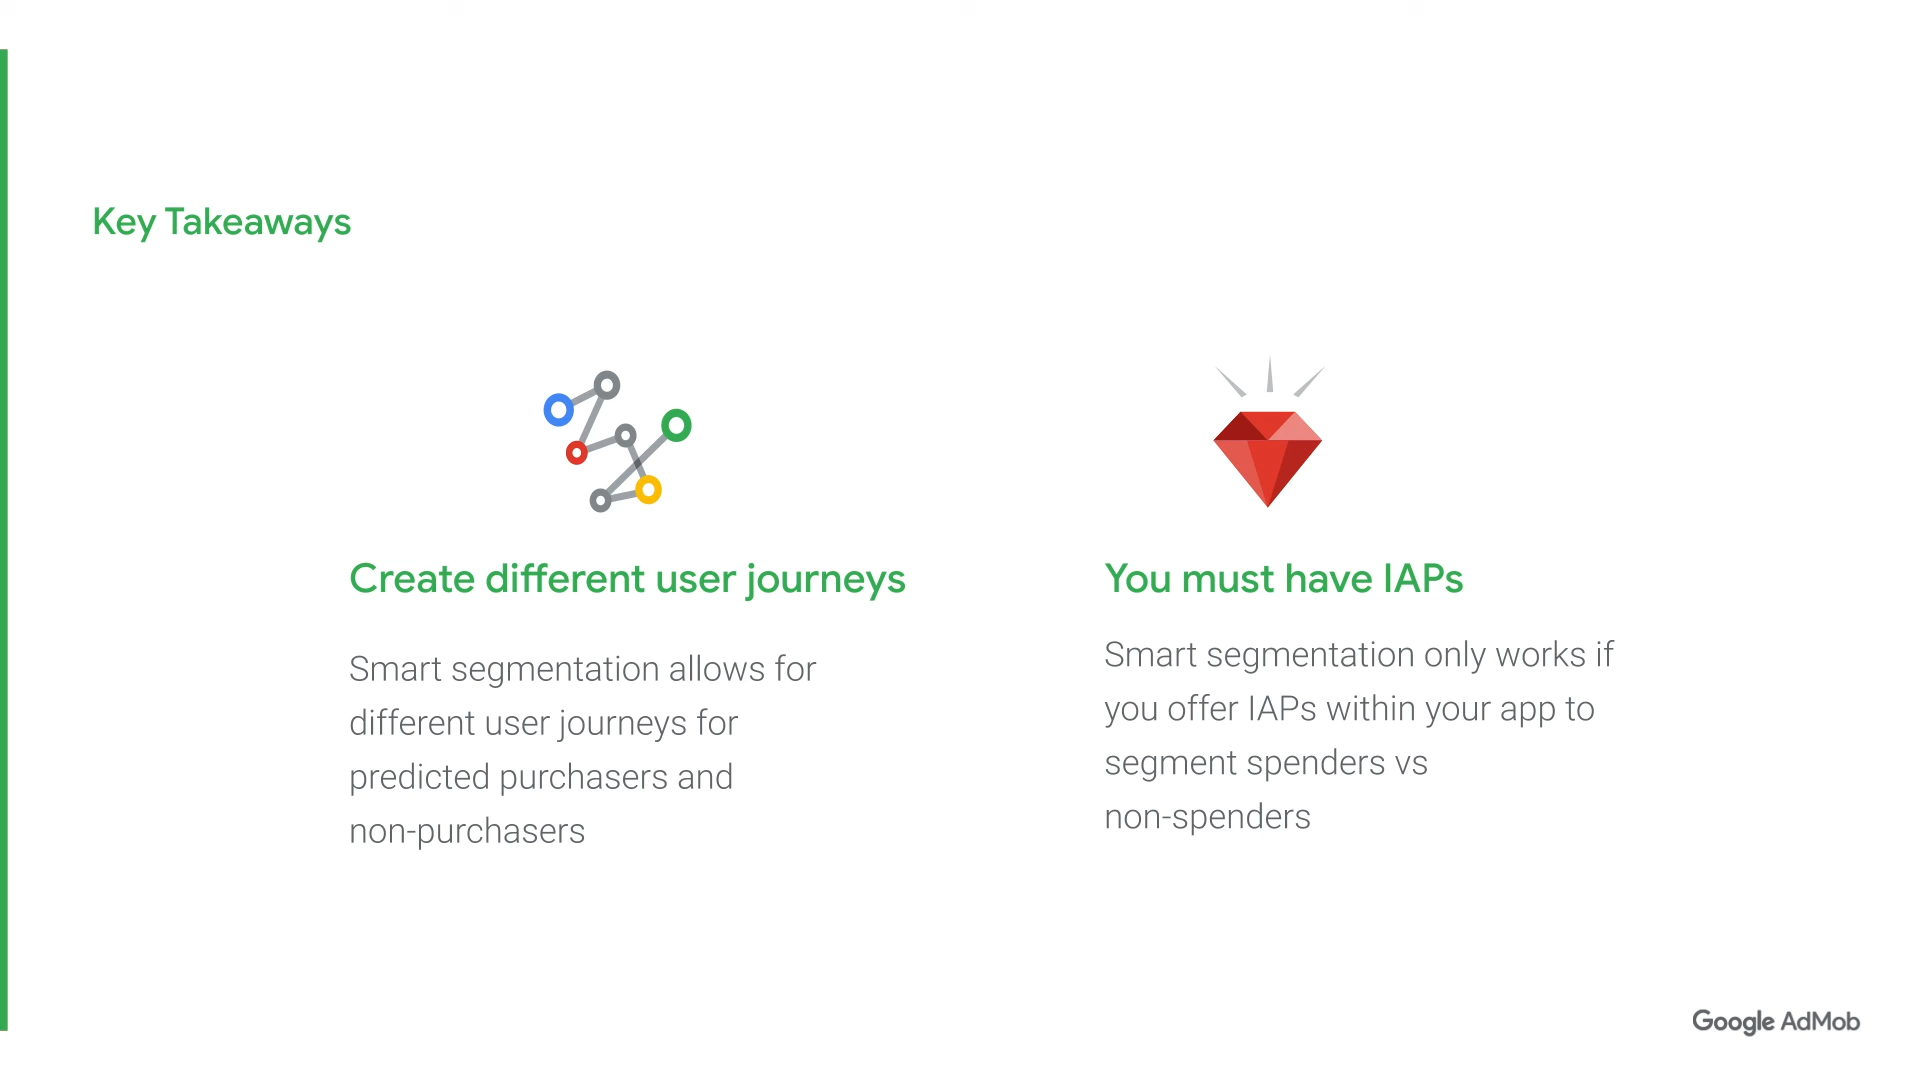 Key Takeaways
Create different user journeys
Smart segmentation allows for
different user journeys for
predicted purchasers and
non-purchasers
You must have IAPs
Smart segmentation only works if
you offer IAPs within your app to
segment spenders vs
non-spenders
Google AdMob